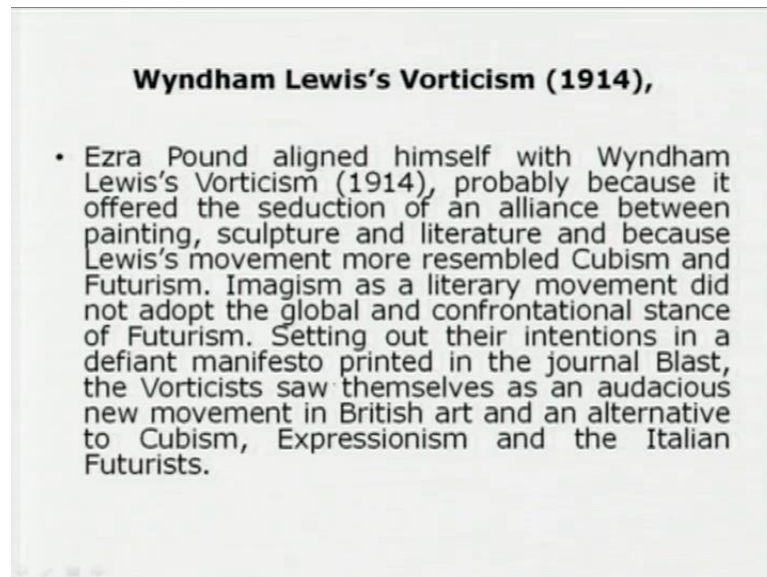 Wyndham Lewis's Vorticism (1914),
• Ezra Pound aligned himself with Wyndham
Lewis's Vorticism (1914), probably because it
offered the seduction of an alliance between
painting, sculpture and literature and because
Lewis's movement more resembled Cubism and
Futurism. Imagism as a literary movement did
not adopt the global and confrontational stance
of Futurism. Setting out their intentions in a
defiant manifesto printed in the journal Blast,
the Vorticists saw themselves as an audacious
new movement in British art and an alternative
to Cubism, Expressionism and the Italian
Futurists.